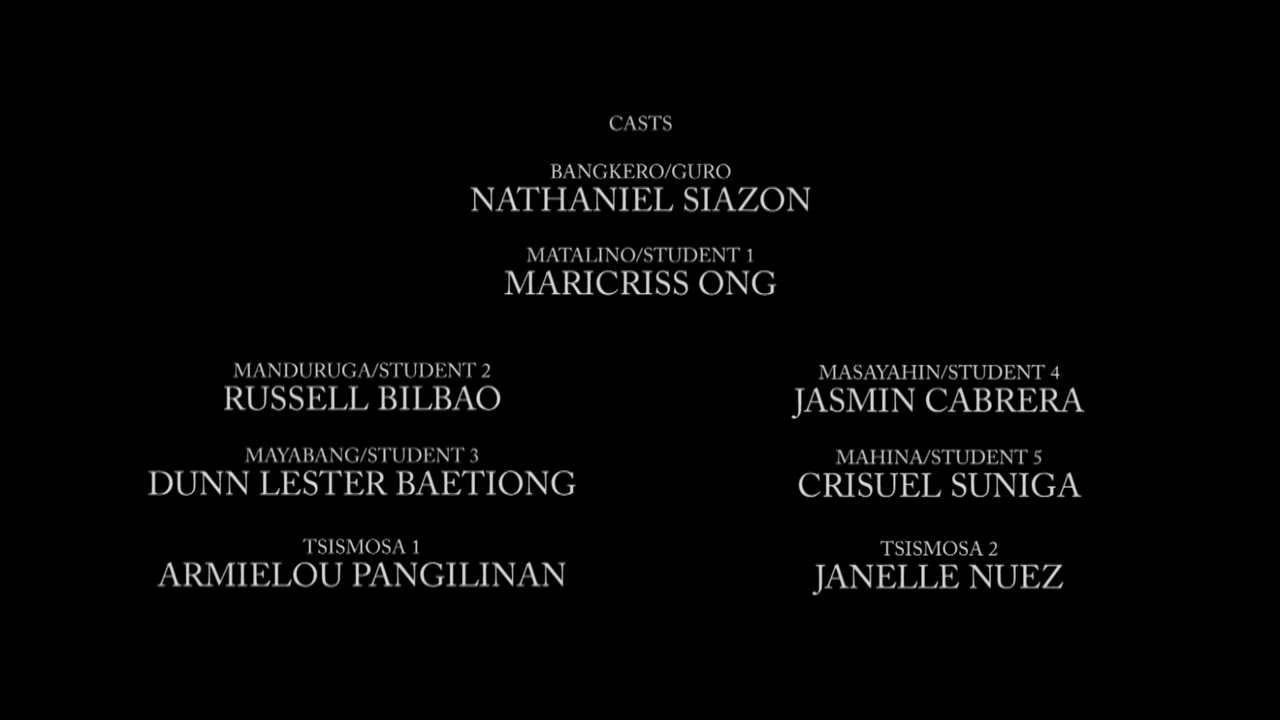 CASTS
BANGKERO/GURO
NATHANIEL SIAZON
MATALINO/STUDENT 1
MARICRISS ONG
MANDURUGA/STUDENT 2
RUSSELL BILBAO
MAYABANG/STUDENT 3
DUNN LESTER BAETIONG
TSISMOSA 1
ARMIELOU PANGILINAN
MASAYAHIN/STUDENT 4
JASMIN CABRERA
MAHINA/STUDENT 5
CRISUEL SUNIGA
TSISMOSA 2
JANELLE NUEZ